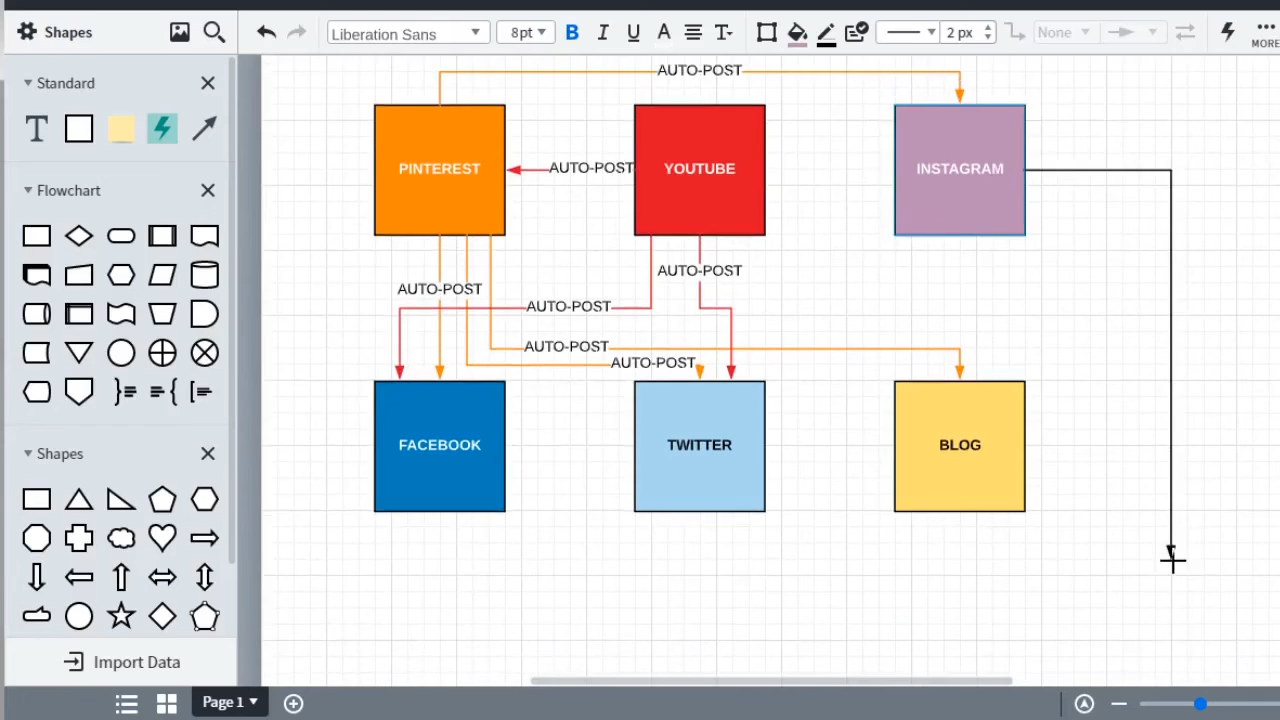 Shapes
Liberation Sans
8pt
B I U A T
2 px
None
MORE
Standard
T
Flowchart
Shapes
Import Data
AUTO-POST
PINTEREST
AUTO-POST
YOUTUBE
INSTAGRAM
AUTO-POST
AUTO-POST
AUTO-POST
AUTO-POST
AUTO-POST
FACEBOOK
TWITTER
BLOG
Page 1